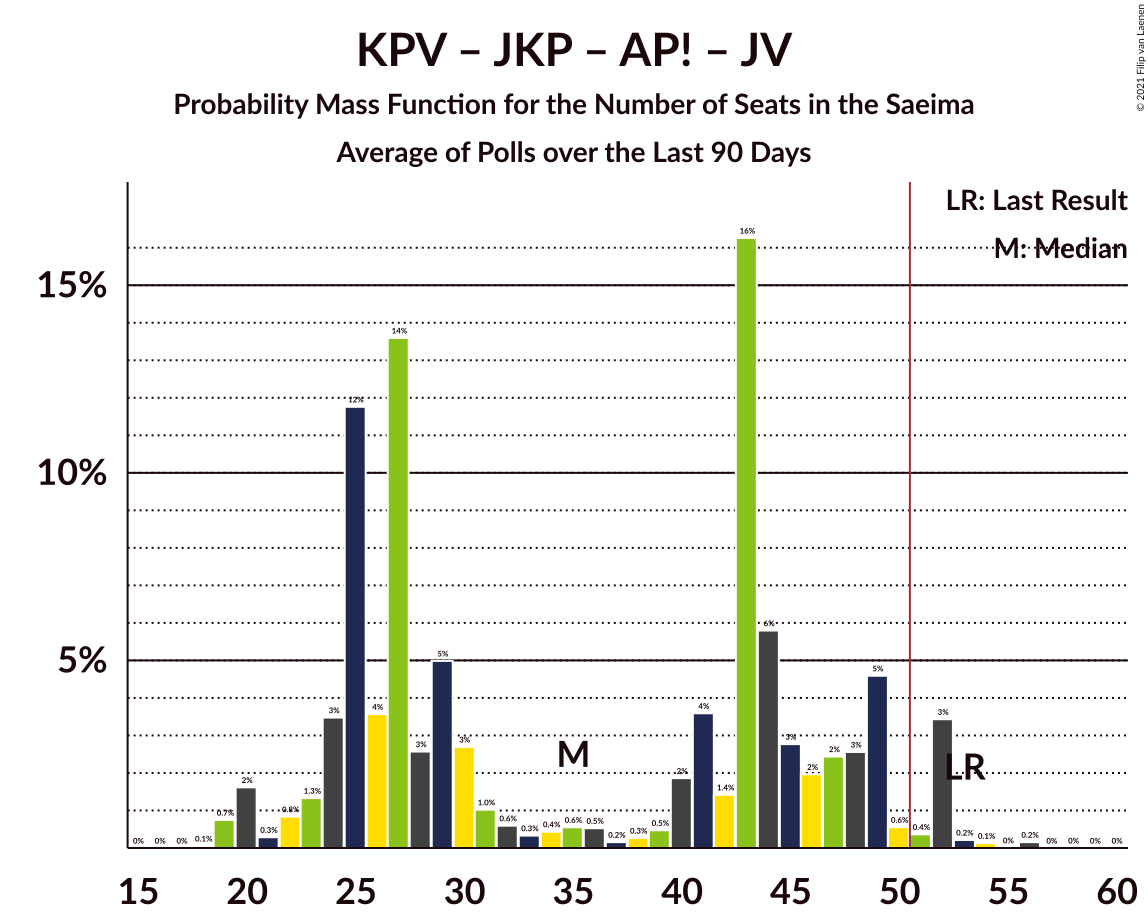 © 2021 Filip van Laenen
KPV – JKP – AP! – JV
Probability Mass Function for the Number of Seats in the Saeima
Average of Polls over the Last 90 Days
LR: Last Result
M: Median
15%
10%
5%
0% 0% 0% 0.1% 0.7% 2% 0.3% 0.8% 1.3% 3% 12% 4% 14% 3% 5% 3% 1.0% 0.6% 0.3% 0.4% 0.6% 0.5% 0.2% 0.3% 0.5% 2% 4% 1.4% 16% 6% 3% 2% 2% 3% 5% 0.6% 0.4% 3% 0.2% 0.1% 0% 0.2% 0% 0% 0% 0%
M
LR
15 20 25 30 35 40 45 50 55 60